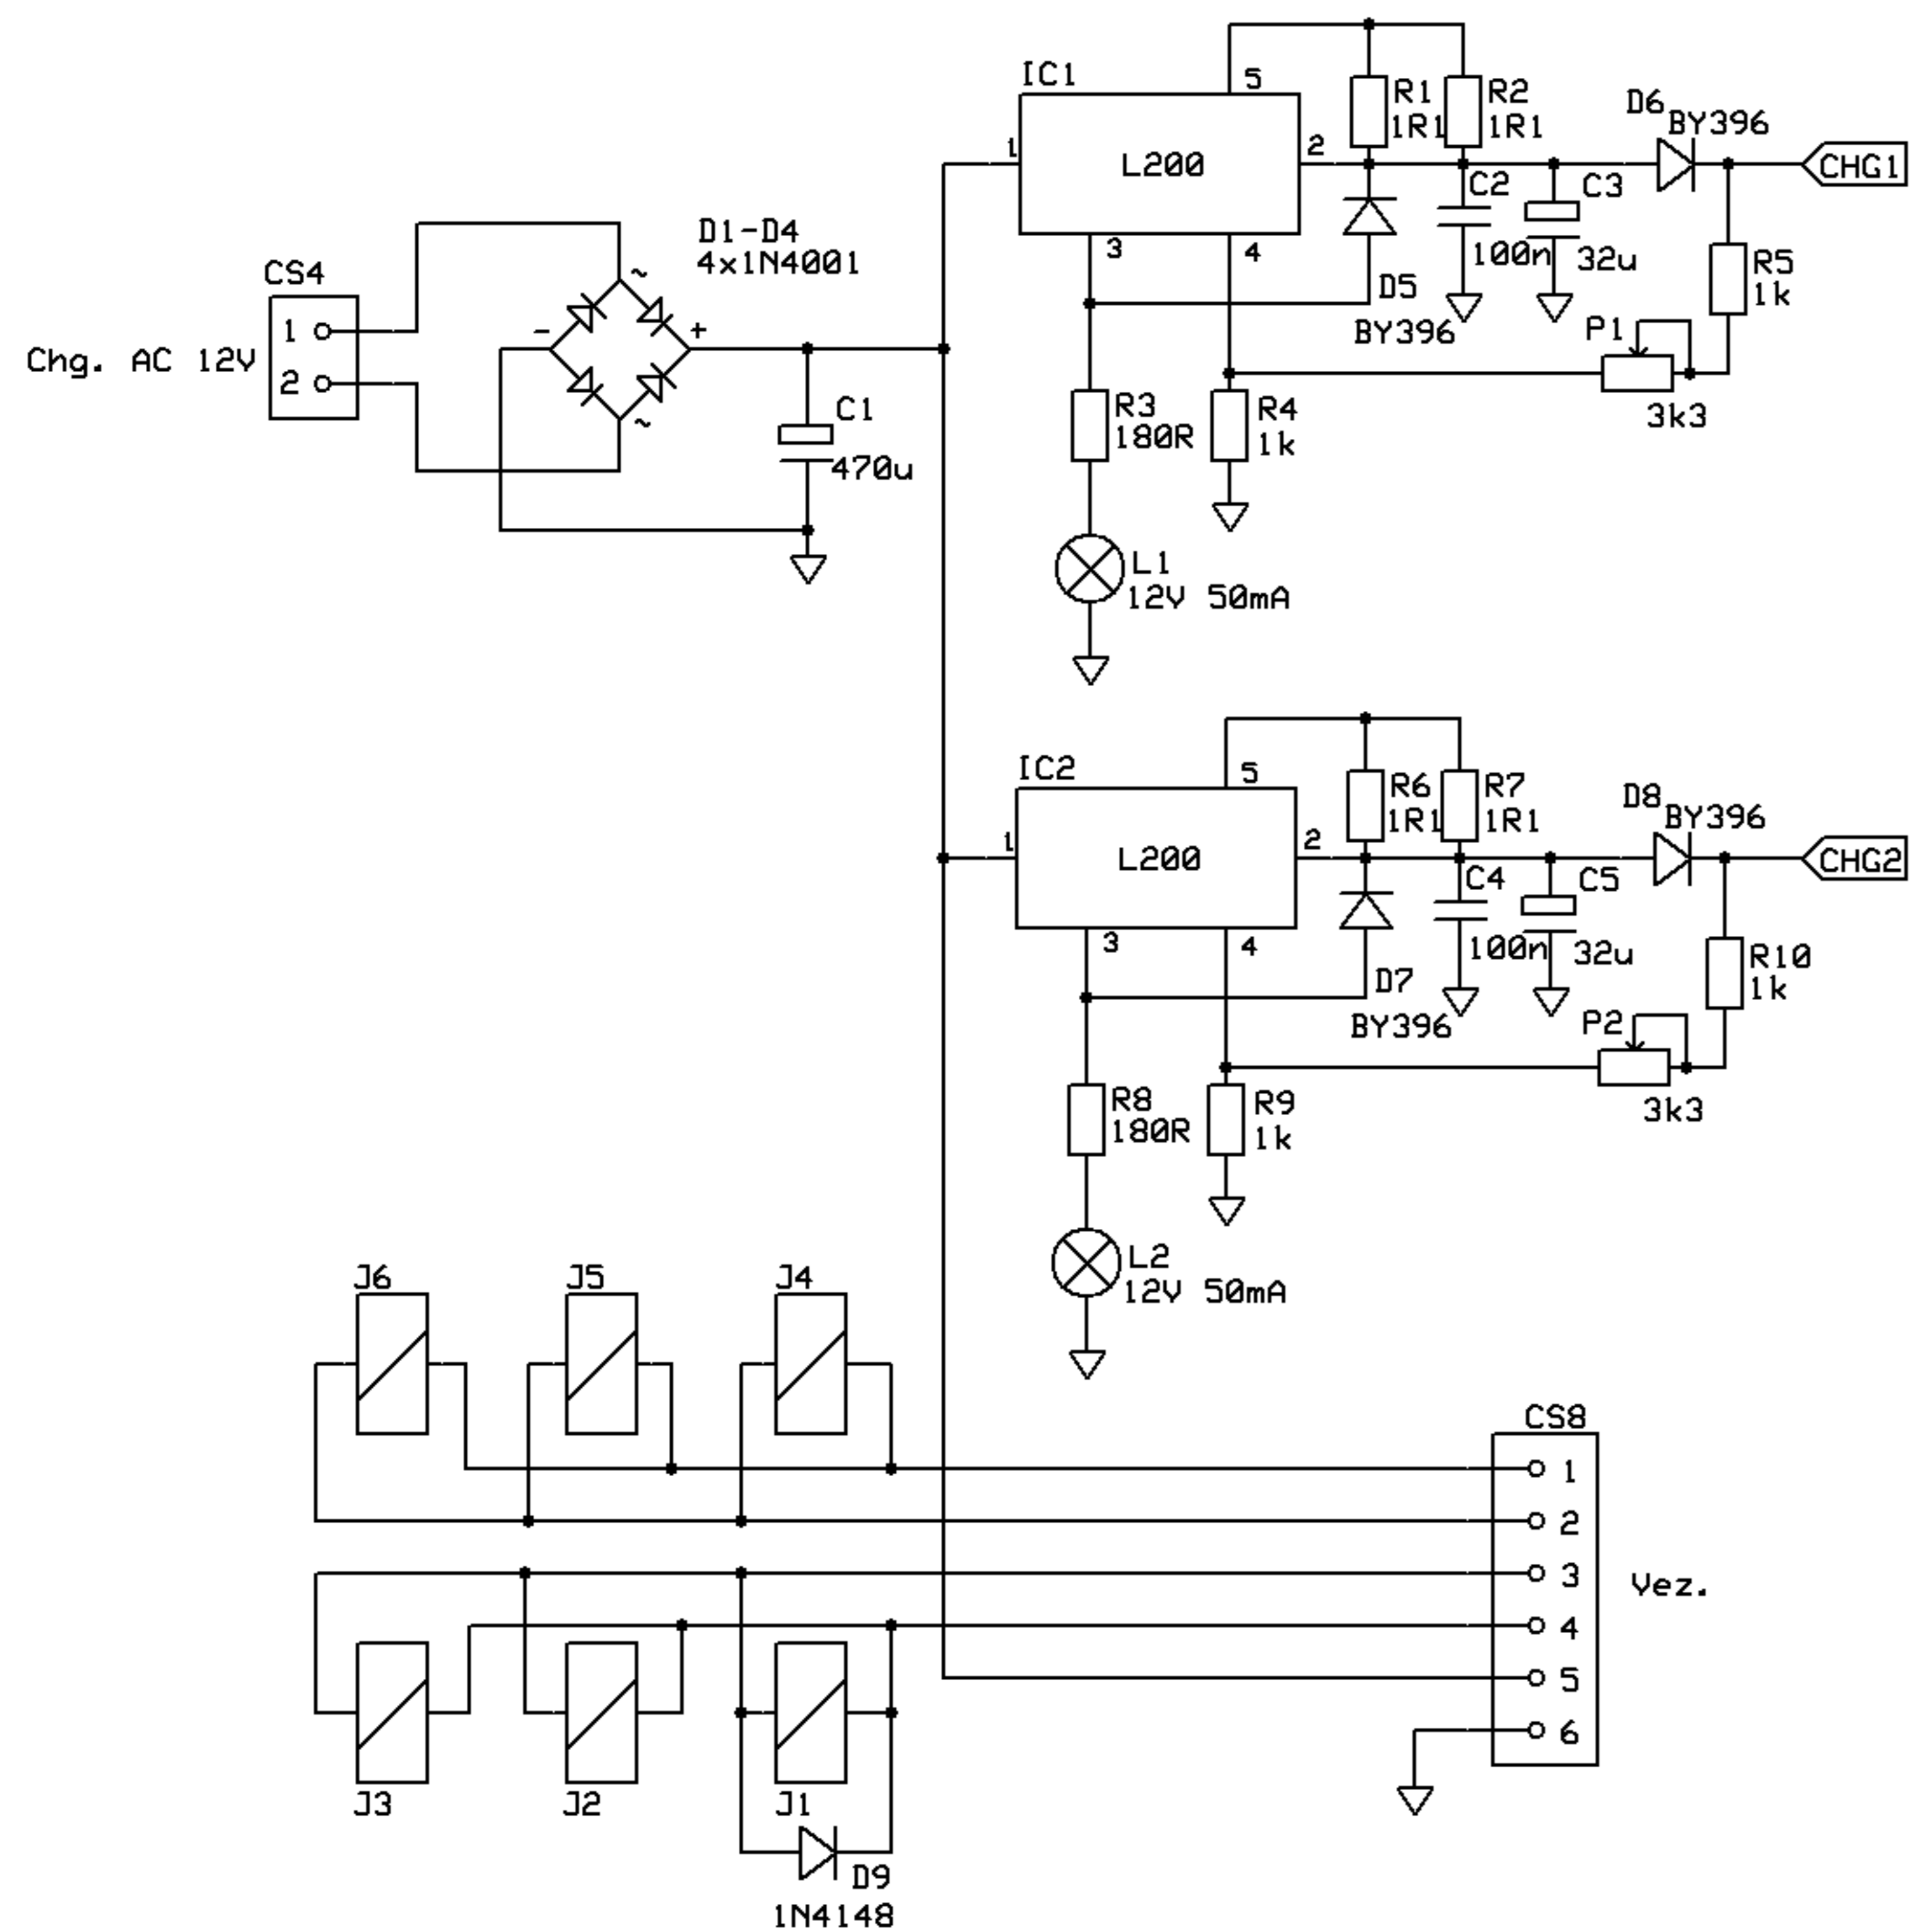 IC1
5
R1
1R1
R2
1R1
D6
BY396
1
L200
2
CHG1
C2
100n
C3
32u
3
4
D5
BY396
R5
1k
P1
3k3
D1-D4
4x1N4001
CS4
1
2
Chg. AC 12V
~
-
+
~
C1
470u
R3
180R
R4
1k
L1
12V 50mA
IC2
5
R6
1R1
R7
1R1
D8
BY396
1
L200
2
CHG2
C4
100n
C5
32u
3
4
D7
BY396
R10
1k
P2
3k3
R8
180R
R9
1k
L2
12V 50mA
J6
J5
J4
CS8
1
2
3
4
5
6
Vez.
J3
J2
J1
D9
1N4148